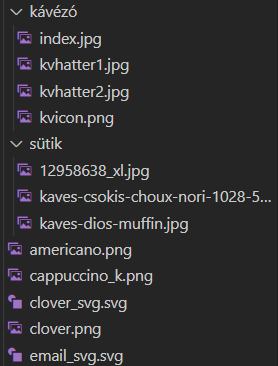 kávézó
index.jpg
kvhatter1.jpg
kvhatter2.jpg
kvicon.png
sütik
12958638_xl.jpg
kaves-csokis-choux-nori-1028-5...
kaves-dios-muffin.jpg
americano.png
cappuccino_k.png
clover_svg.svg
clover.png
email_svg.svg